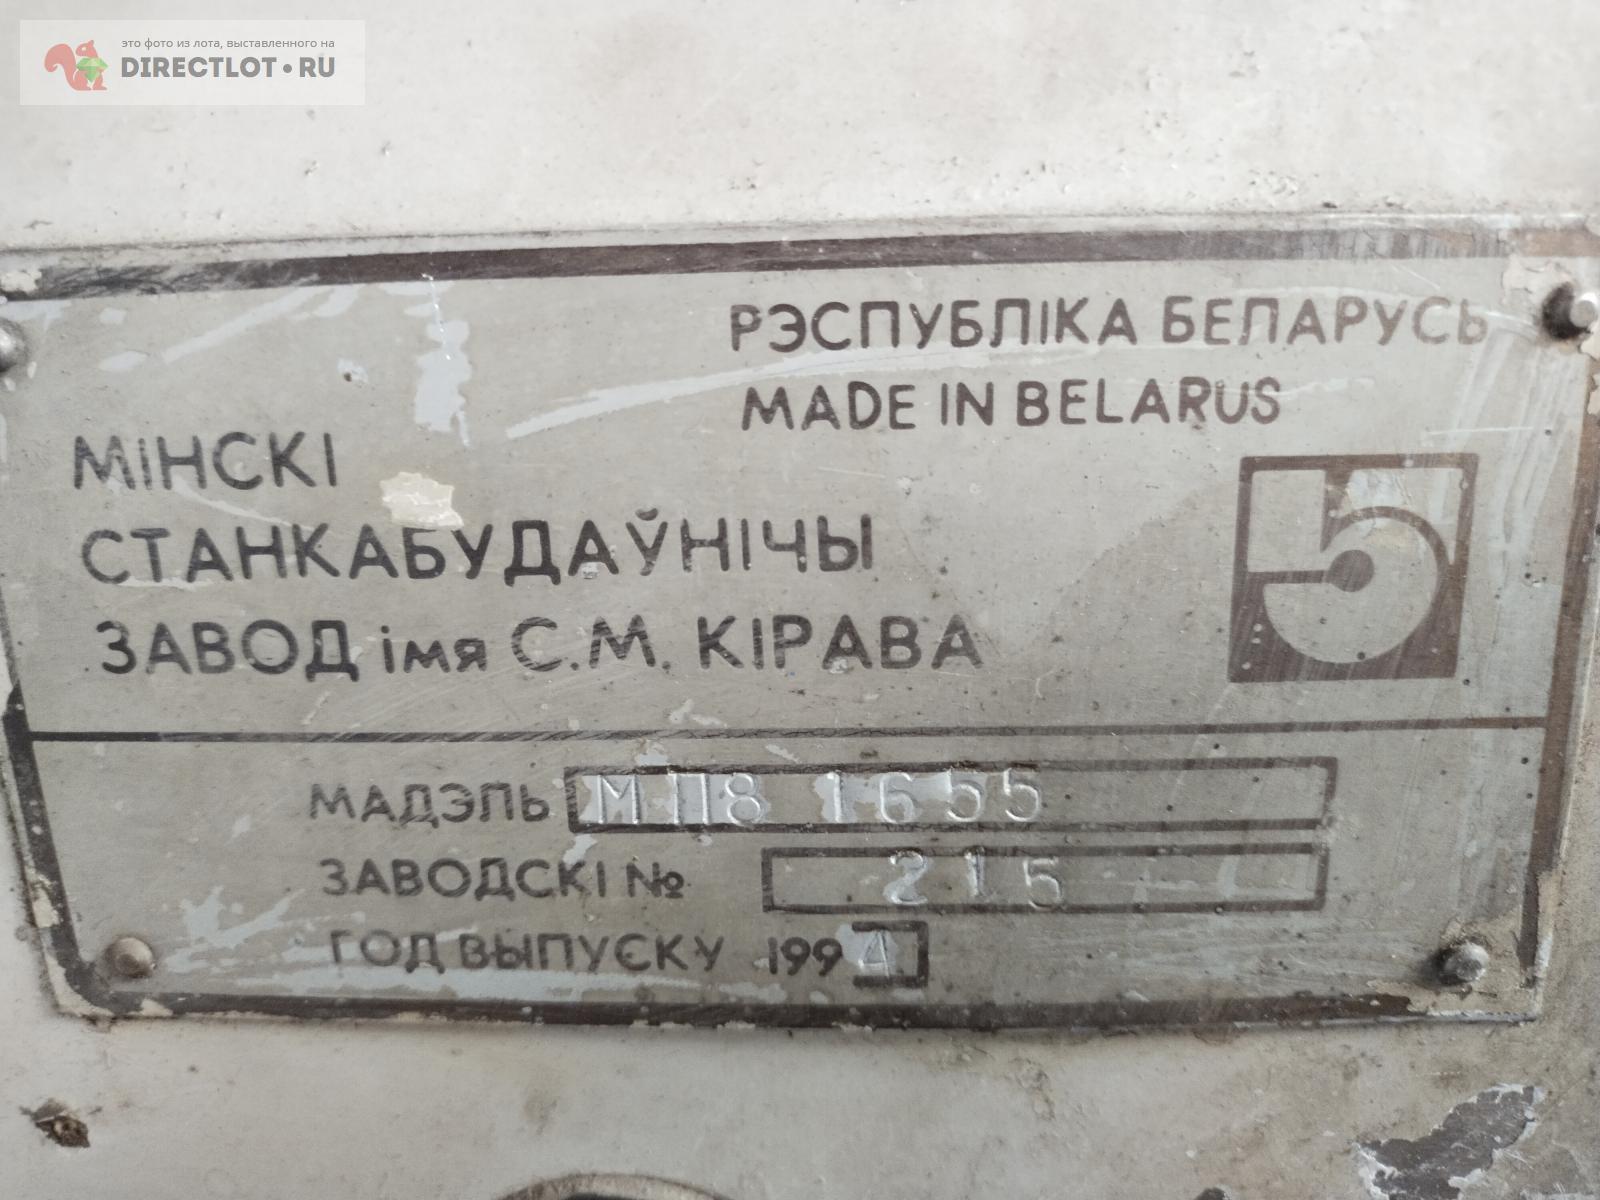 это фото из лота, выставленного на
DIRECTLOT•RU
РЭСПУБЛІКА БЕЛАРУСЬ
MADE IN BELARUS
МІНСКІ
СТАНКАБУДАЎНІЧЫ
ЗАВОД імя С.М. КІРАВА
МАДЭЛЬ МП8 1655
ЗАВОДСКІ № 215
ГОД ВЫПУСКУ 1994